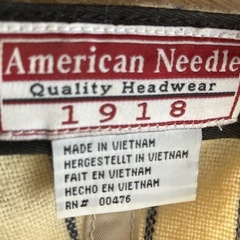 American Needle
Quality Headwear
1918
MADE IN VIETNAM
HERGESTELLT IN VIETNAM
FAIT EN VIETNAM
HECHO EN VIETNAM
RN# 00476